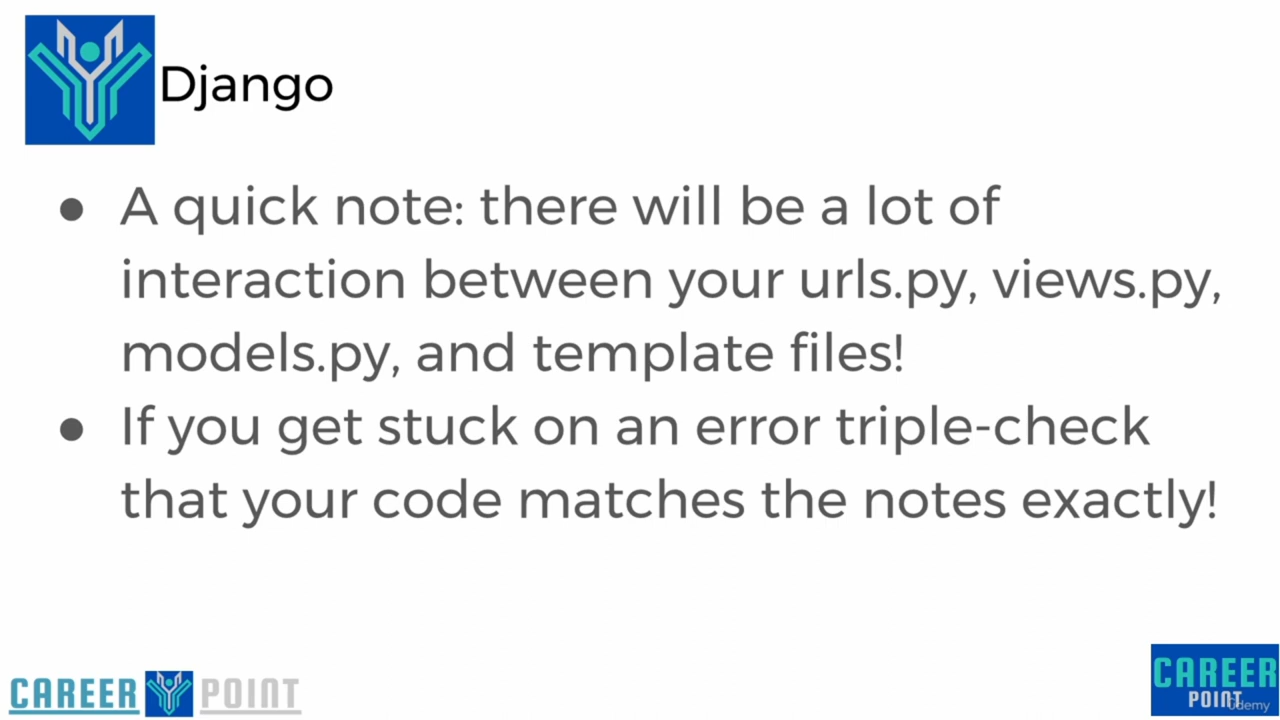 Django
● A quick note: there will be a lot of
interaction between your urls.py, views.py,
models.py, and template files!
● If you get stuck on an error triple-check
that your code matches the notes exactly!
CAREER POINT
CAREER
POINT
Udemy